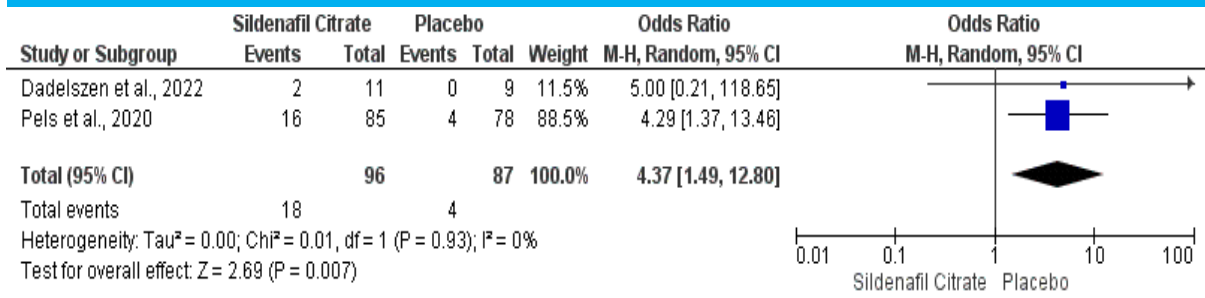 Sildenafil Citrate Placebo Odds Ratio Odds Ratio
Study or Subgroup Events Total Events Total Weight M-H, Random, 95% CI M-H, Random, 95% CI
Dadelszen et al., 2022 2 11 0 9 11.5% 5.00 [0.21, 118.65]
Pels et al., 2020 16 85 4 78 88.5% 4.29 [1.37, 13.46]
Total (95% CI) 96 87 100.0% 4.37 [1.49, 12.80]
Total events 18 4
Heterogeneity: Tau² = 0.00; Chi² = 0.01, df = 1 (P = 0.93); I² = 0%
Test for overall effect: Z = 2.69 (P = 0.007)
0.01 0.1 1 10 100
Sildenafil Citrate Placebo